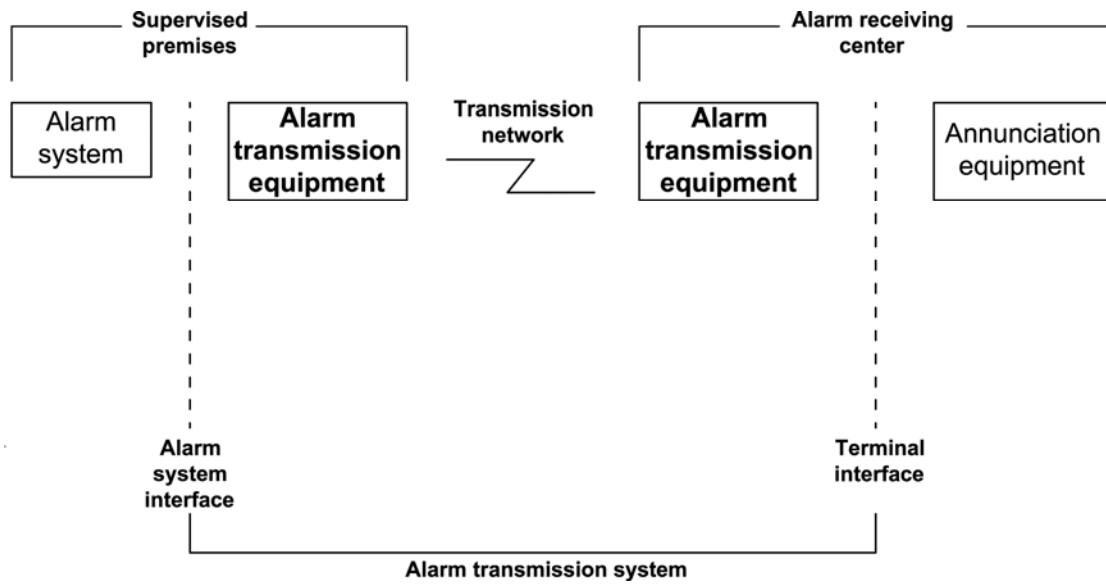 Supervised
premises
Alarm receiving
center
Alarm
system
Alarm
transmission
equipment
Transmission
network
Alarm
transmission
equipment
Annunciation
equipment
Alarm
system
interface
Terminal
interface
Alarm transmission system